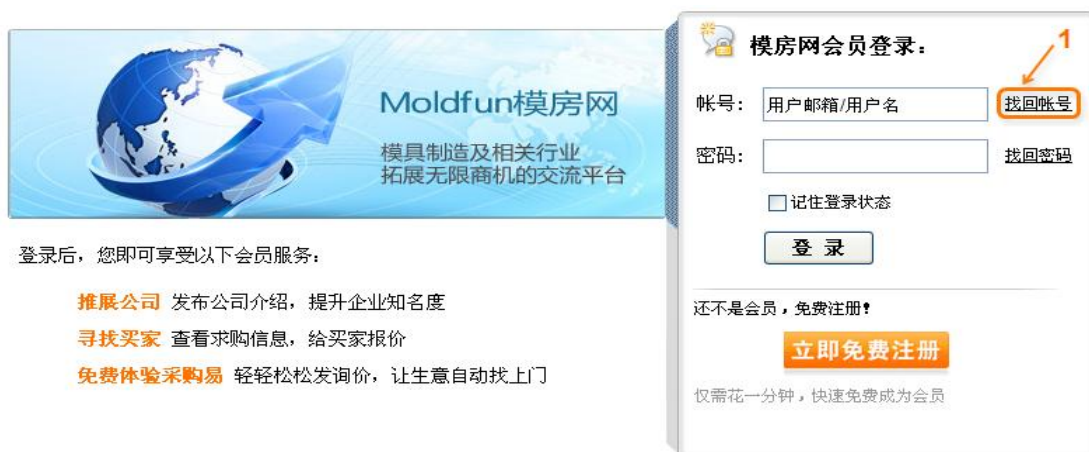 Moldfun模房网
模具制造及相关行业
拓展无限商机的交流平台
登录后，您即可享受以下会员服务：
推展公司 发布公司介绍，提升企业知名度
寻找买家 查看求购信息，给买家报价
免费体验采购易 轻轻松松发询价，让生意自动找上门
模房网会员登录：
1
帐号： 用户邮箱/用户名 找回帐号
密码： 找回密码
记住登录状态
登 录
还不是会员，免费注册！
立即免费注册
仅需花一分钟，快速免费成为会员